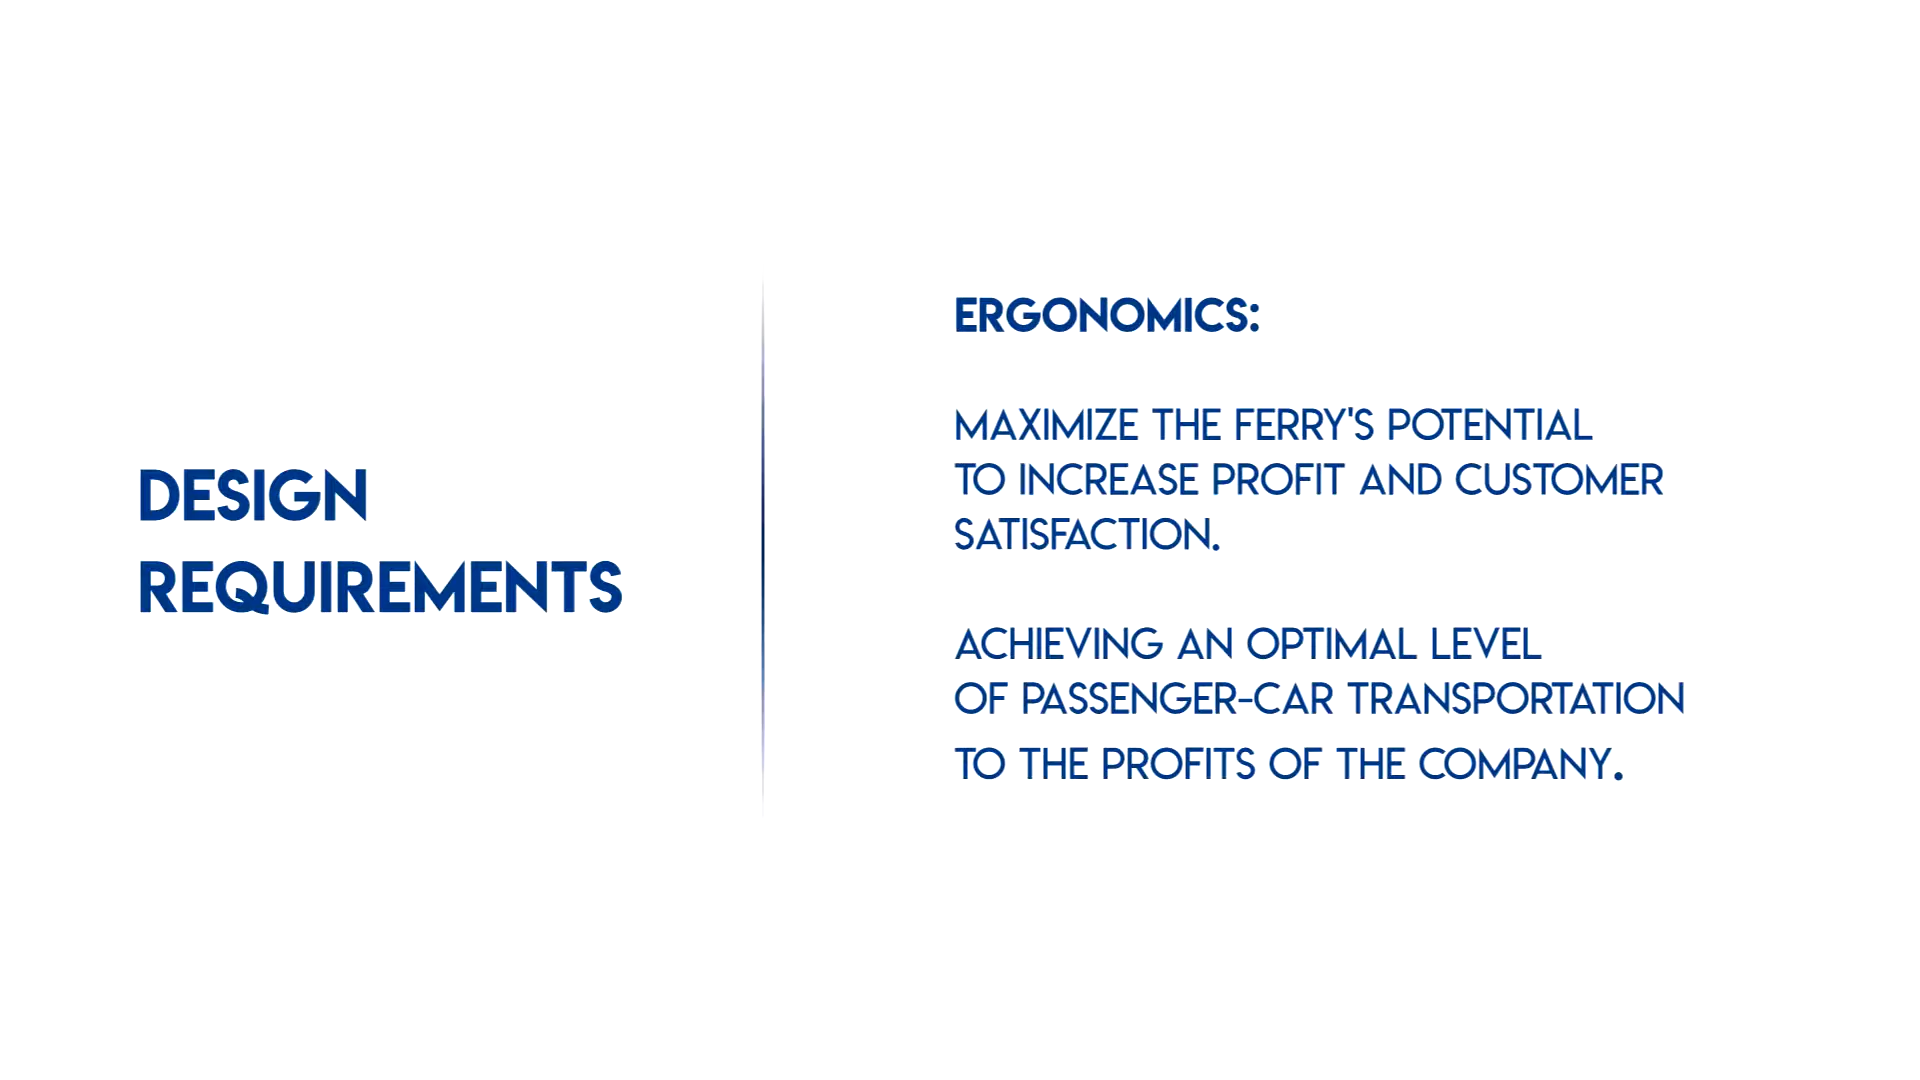 DESIGN
REQUIREMENTS
ERGONOMICS:
MAXIMIZE THE FERRY'S POTENTIAL
TO INCREASE PROFIT AND CUSTOMER
SATISFACTION.
ACHIEVING AN OPTIMAL LEVEL
OF PASSENGER-CAR TRANSPORTATION
TO THE PROFITS OF THE COMPANY.